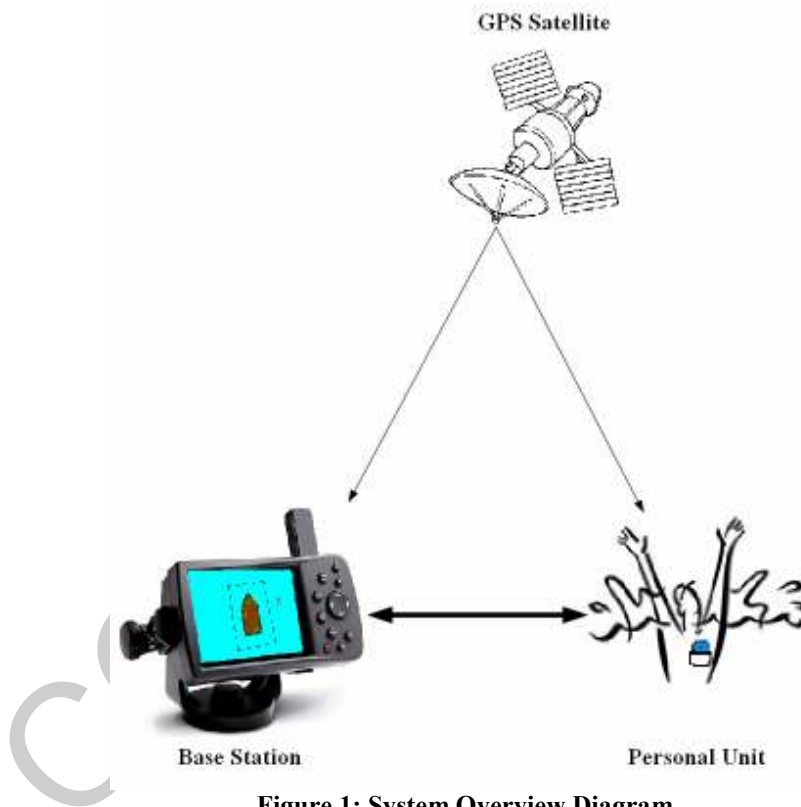 GPS Satellite
Base Station
Personal Unit
Figure 1: System Overview Diagram